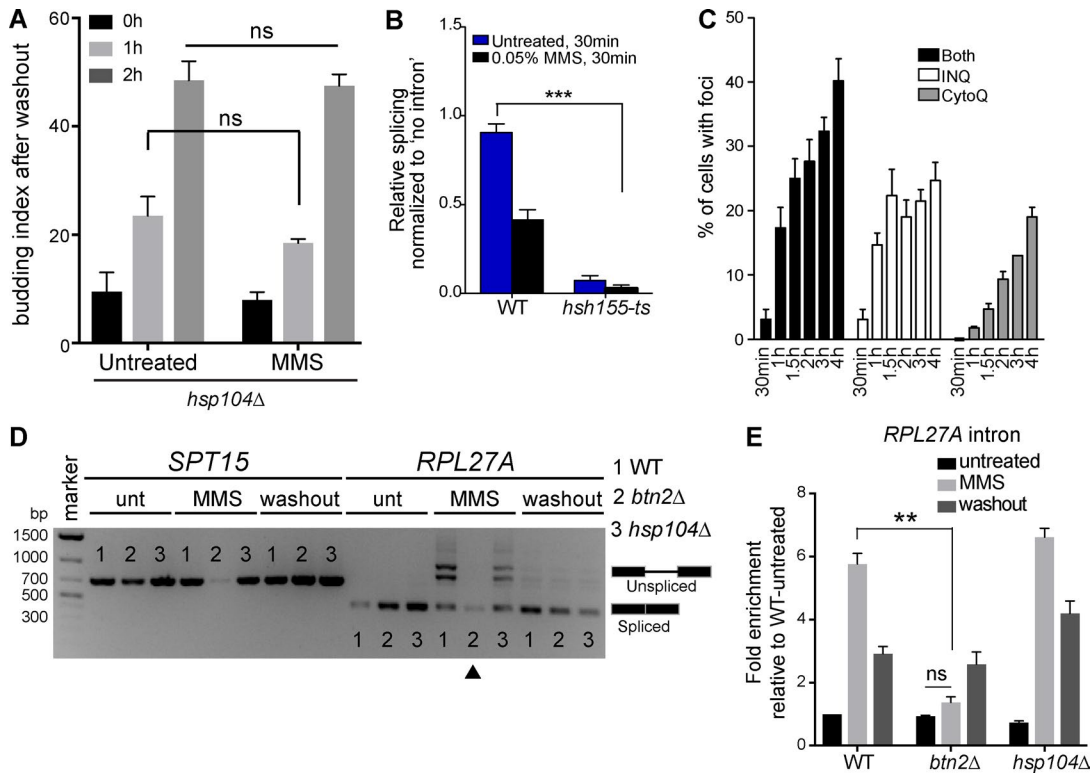 A
60
40
20
0
budding index after washout
0h
1h
2h
ns
ns
Untreated
MMS
hsp104Δ
B
1.5
1.0
0.5
0.0
Relative splicing
normalized to 'no intron'
Untreated, 30min
0.05% MMS, 30min
***
WT
hsh155-ts
C
50
40
30
20
10
0
% of cells with foci
Both
INQ
CytoQ
30min
1h
1.5h
2h
3h
4h
30min
1h
1.5h
2h
3h
4h
30min
1h
1.5h
2h
3h
4h
D
marker
SPT15
RPL27A
unt
MMS
washout
unt
MMS
washout
1 WT
2 btn2Δ
3 hsp104Δ
bp
1500
1000
700
500
300
1 2 3 1 2 3 1 2 3
1 2 3 1 2 3 1 2 3
Unspliced
Spliced
E
RPL27A intron
untreated
MMS
washout
8
6
4
2
0
Fold enrichment
relative to WT-untreated
**
ns
WT
btn2Δ
hsp104Δ